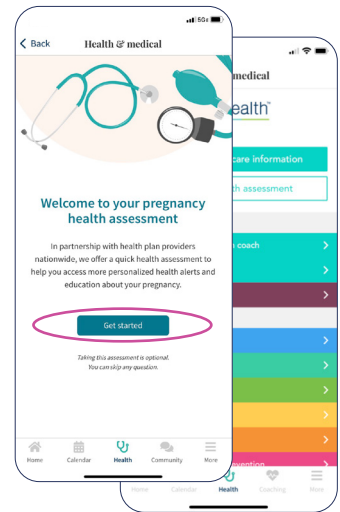 5G
Back
Health & medical
Welcome to your pregnancy
health assessment
In partnership with health plan providers
nationwide, we offer a quick health assessment to
help you access more personalized health alerts and
education about your pregnancy.
Get started
Taking this assessment is optional.
You can skip any question.
Home
Calendar
Health
Community
More
medical
ealth
care information
th assessment
coach
Home
Calendar
Health
Coaching
More